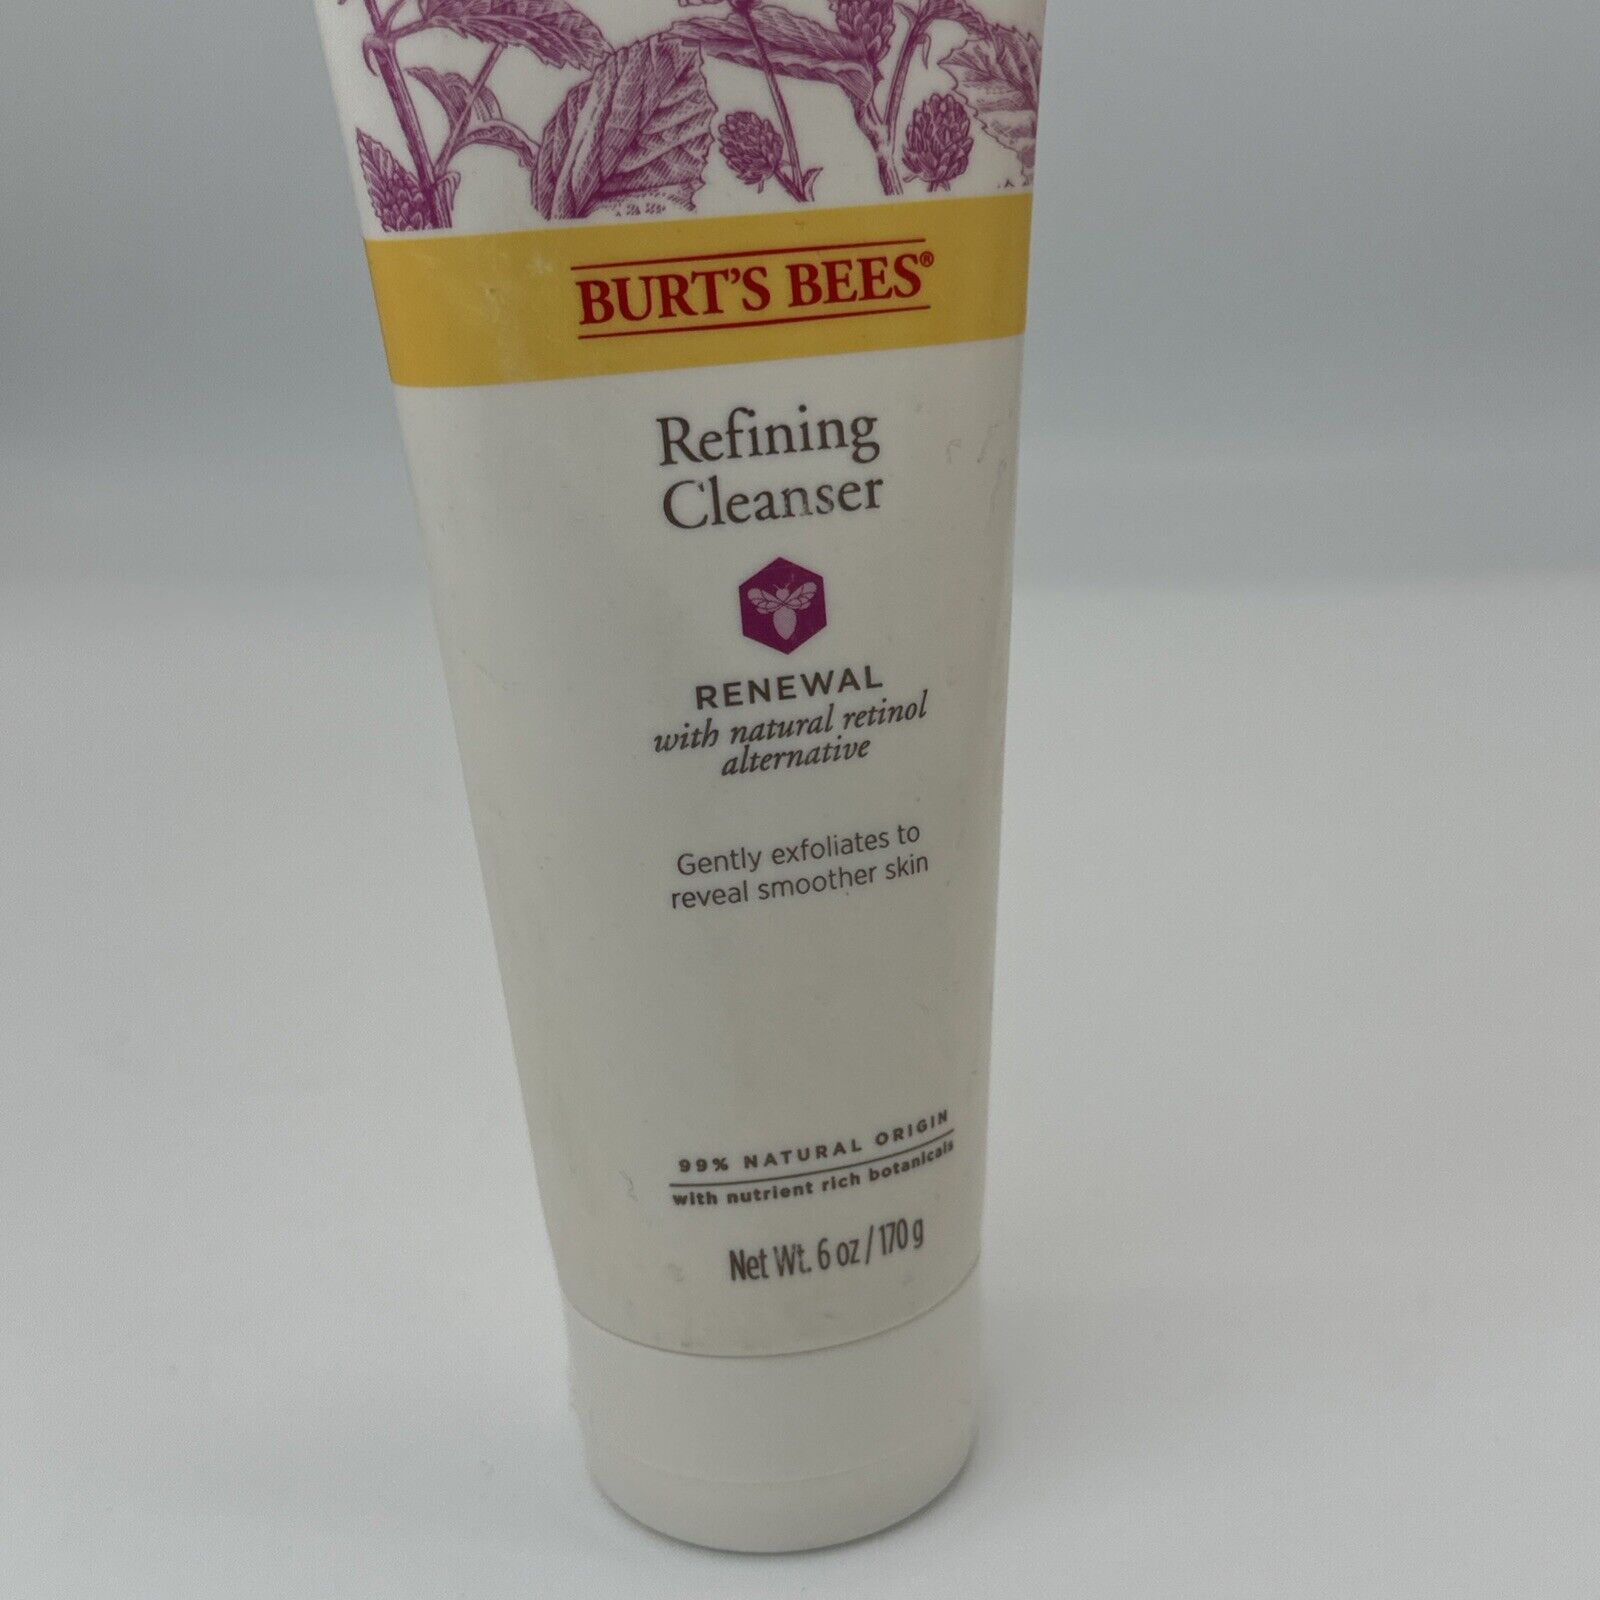 BURT'S BEES®
Refining
Cleanser
RENEWAL
with natural retinol
alternative
Gently exfoliates to
reveal smoother skin
99% NATURAL ORIGIN
with nutrient rich botanicals
Net Wt. 6 oz / 170 g